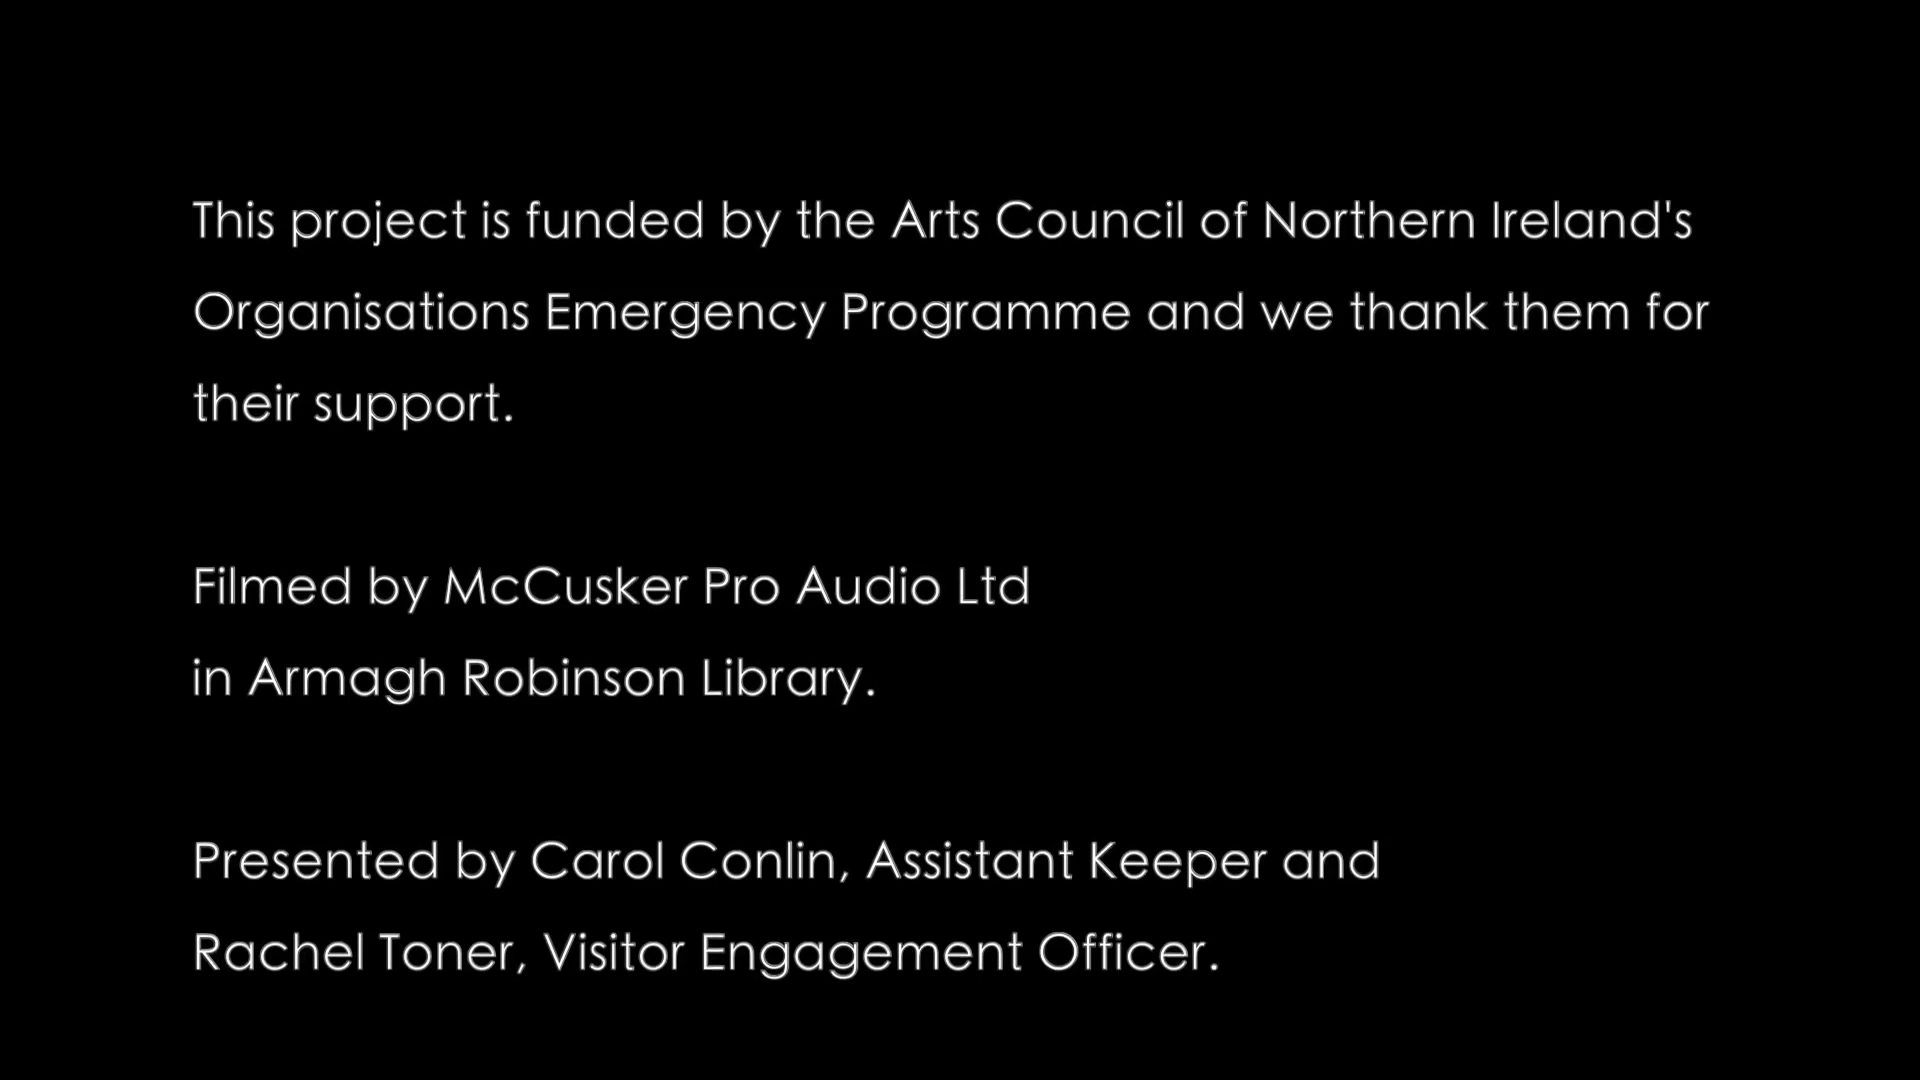 This project is funded by the Arts Council of Northern Ireland's
Organisations Emergency Programme and we thank them for
their support.
Filmed by McCusker Pro Audio Ltd
in Armagh Robinson Library.
Presented by Carol Conlin, Assistant Keeper and
Rachel Toner, Visitor Engagement Officer.